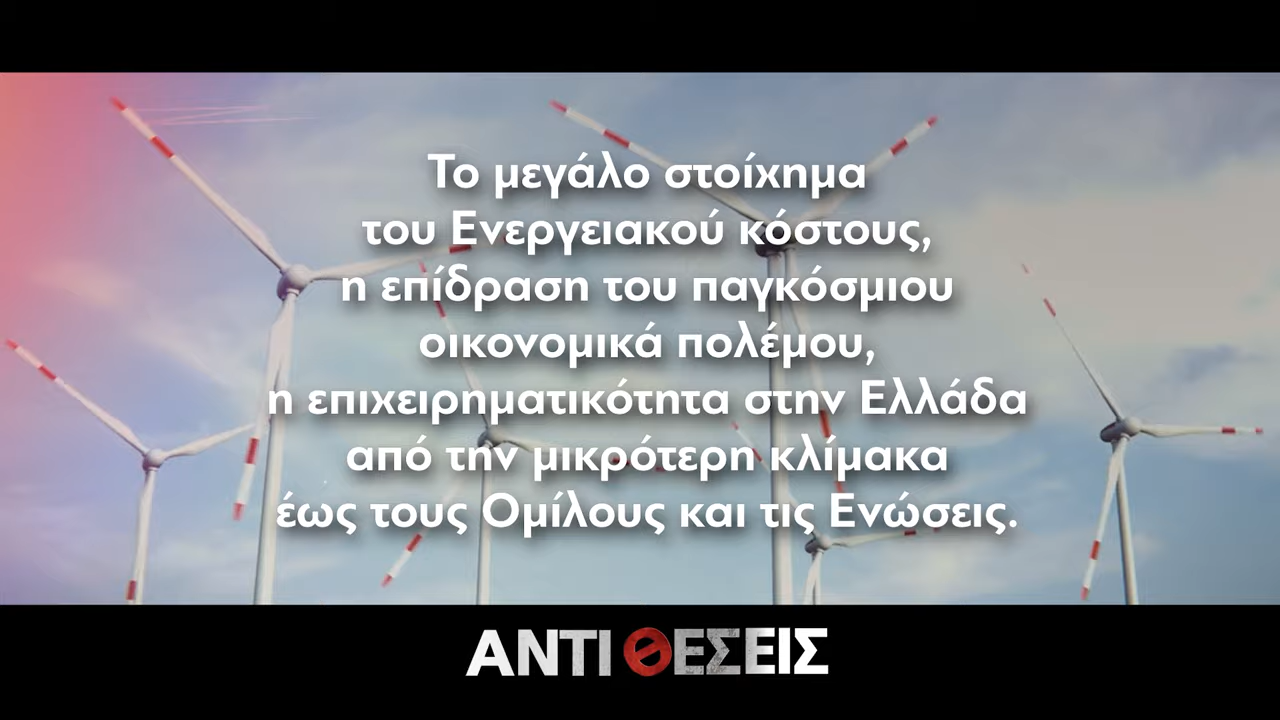 Το μεγάλο στοίχημα
του Ενεργειακού κόστους,
η επίδραση του παγκόσμιου
οικονομικά πολέμου,
η επιχειρηματικότητα στην Ελλάδα
από την μικρότερη κλίμακα
έως τους Ομίλους και τις Ενώσεις.
ΑΝΤΙΘΕΣΕΙΣ